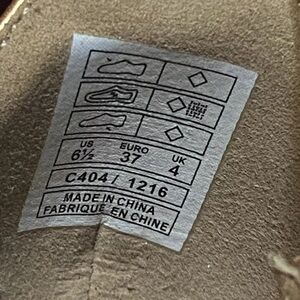 US EURO UK
6½ 37 4
C404 / 1216
MADE IN CHINA
FABRIQUE EN CHINE